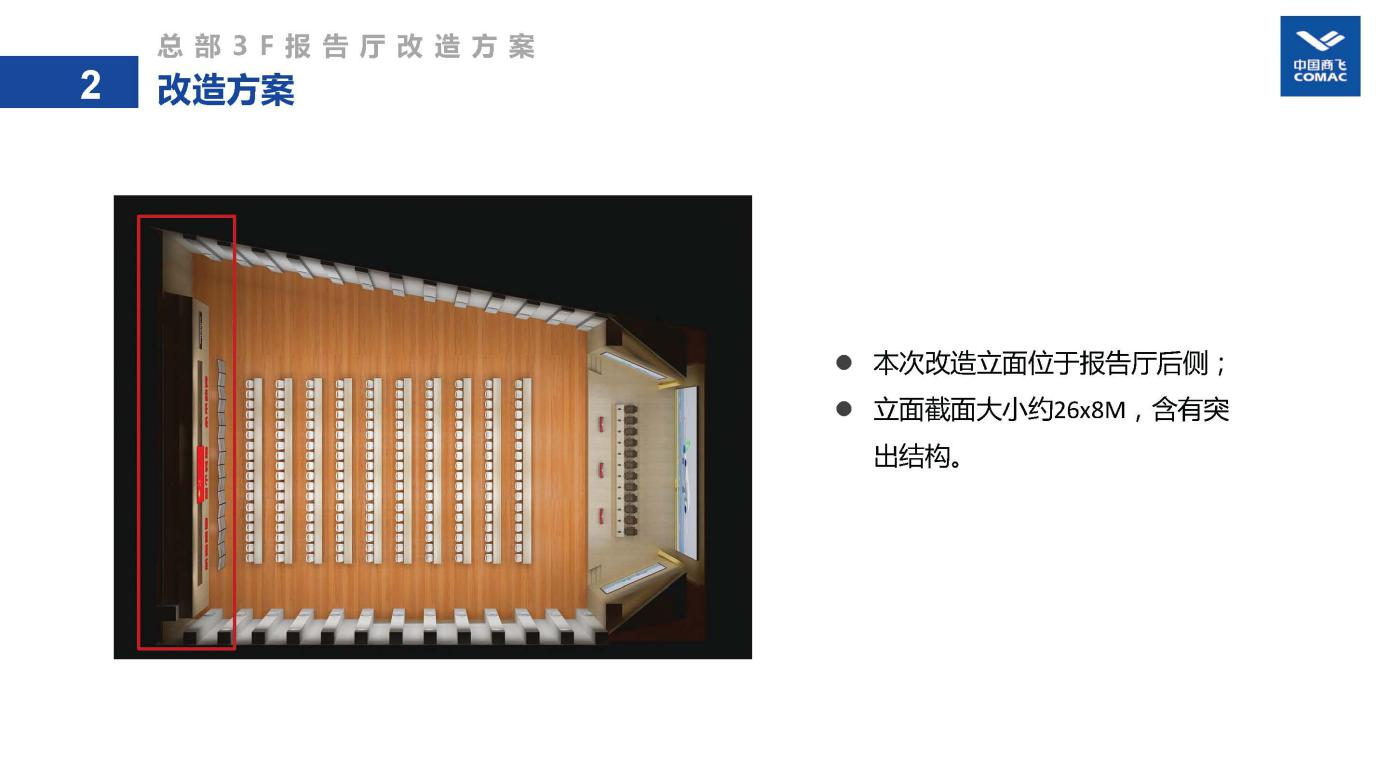 总部3F报告厅改造方案
2
改造方案
中国商飞
COMAC
● 本次改造立面位于报告厅后侧；
● 立面截面大小约26x8M，含有突
出结构。